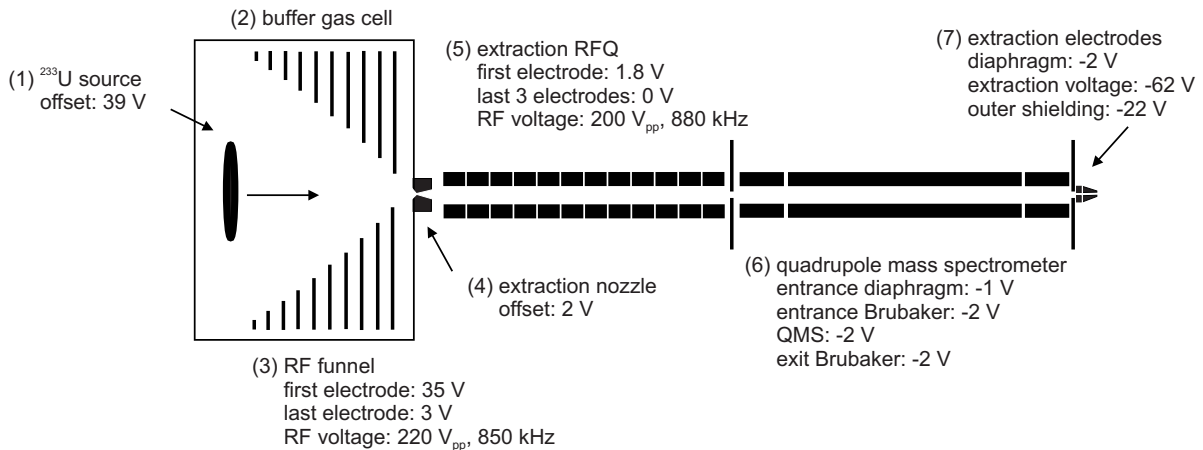 (2) buffer gas cell
(1) ²³³U source
offset: 39 V
(5) extraction RFQ
first electrode: 1.8 V
last 3 electrodes: 0 V
RF voltage: 200 Vpp, 880 kHz
(7) extraction electrodes
diaphragm: -2 V
extraction voltage: -62 V
outer shielding: -22 V
(4) extraction nozzle
offset: 2 V
(6) quadrupole mass spectrometer
entrance diaphragm: -1 V
entrance Brubaker: -2 V
QMS: -2 V
exit Brubaker: -2 V
(3) RF funnel
first electrode: 35 V
last electrode: 3 V
RF voltage: 220 Vpp, 850 kHz